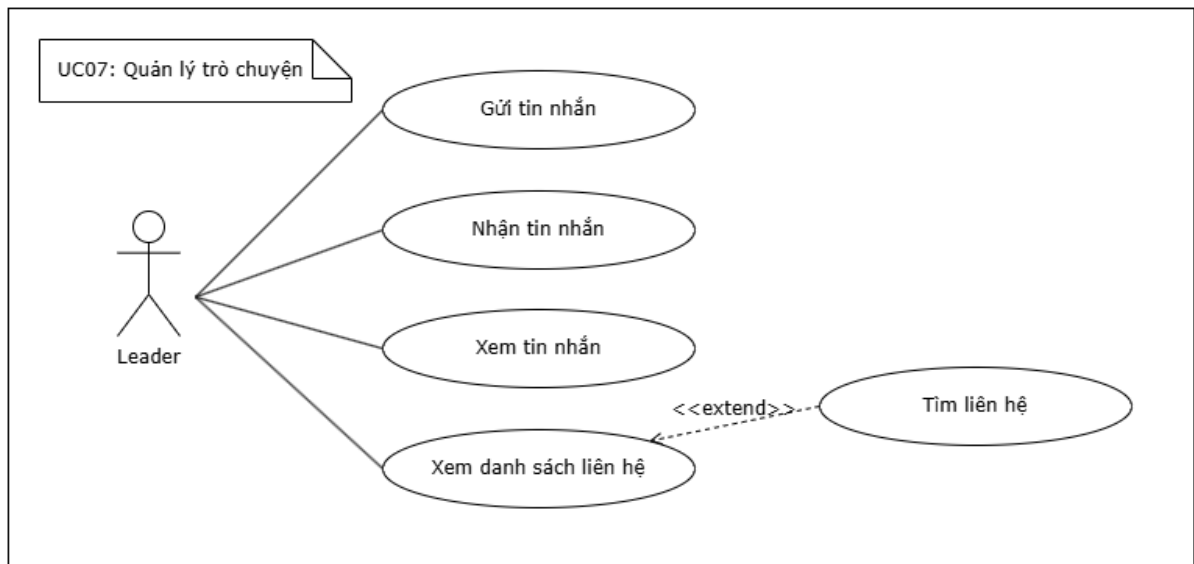 UC07: Quản lý trò chuyện
Gửi tin nhắn
Nhận tin nhắn
Xem tin nhắn
Leader
<<extend>>
Tìm liên hệ
Xem danh sách liên hệ